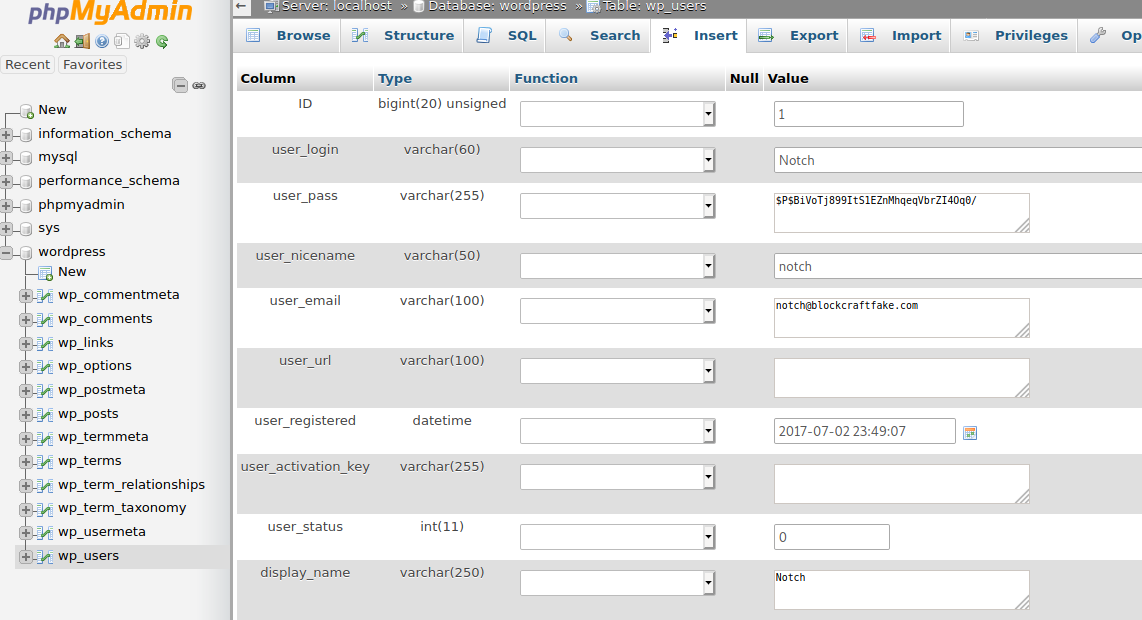 phpMyAdmin
Recent Favorites
New
information_schema
mysql
performance_schema
phpmyadmin
sys
wordpress
New
wp_commentmeta
wp_comments
wp_links
wp_options
wp_postmeta
wp_posts
wp_termmeta
wp_terms
wp_term_relationships
wp_term_taxonomy
wp_usermeta
wp_users
Server: localhost » Database: wordpress » Table: wp_users
Browse Structure SQL Search Insert Export Import Privileges Op
Column Type Function Null Value
ID bigint(20) unsigned 1
user_login varchar(60) Notch
user_pass varchar(255) $P$BiVoTj899ItS1EZnMhqeqVbrZI4Oq0/
user_nicename varchar(50) notch
user_email varchar(100) notch@blockcraftfake.com
user_url varchar(100)
user_registered datetime 2017-07-02 23:49:07
user_activation_key varchar(255)
user_status int(11) 0
display_name varchar(250) Notch